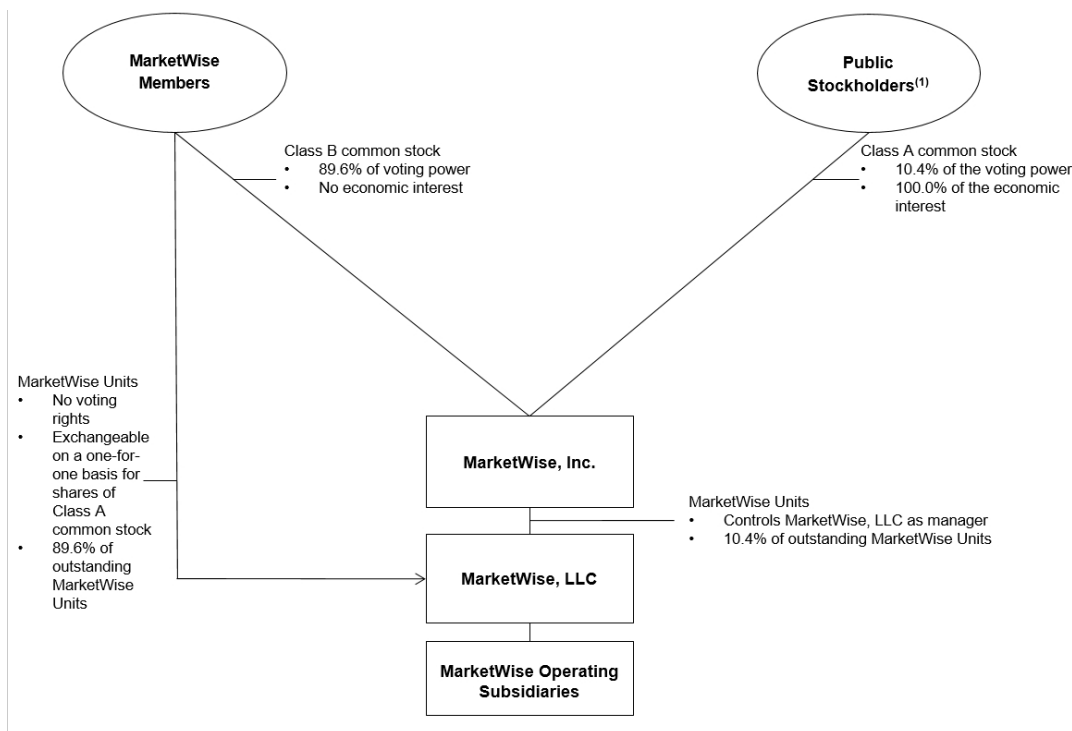 MarketWise
Members
Public
Stockholders(1)
Class B common stock
• 89.6% of voting power
• No economic interest
Class A common stock
• 10.4% of the voting power
• 100.0% of the economic
interest
MarketWise Units
• No voting
rights
• Exchangeable
on a one-for-
one basis for
shares of
Class A
common stock
• 89.6% of
outstanding
MarketWise
Units
MarketWise, Inc.
MarketWise Units
• Controls MarketWise, LLC as manager
• 10.4% of outstanding MarketWise Units
MarketWise, LLC
MarketWise Operating
Subsidiaries